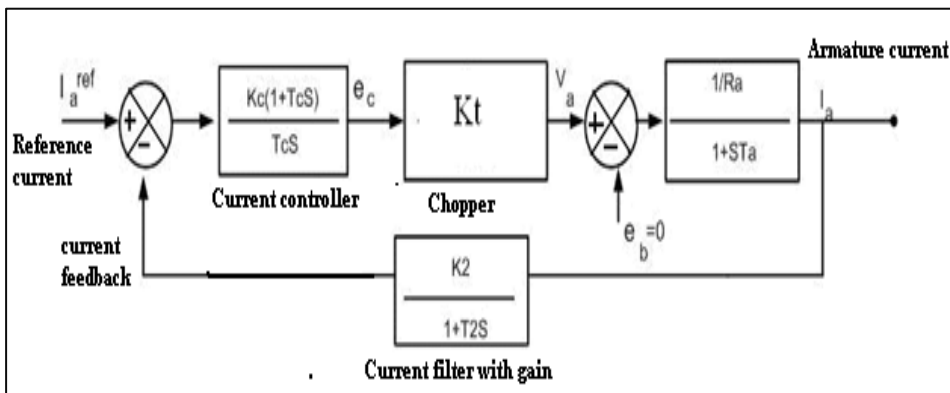 Armature current
I_a^ref
+
-
Kc(1+TcS)
TcS
e_c
Kt
V_a
+
-
1/Ra
1+STa
I_a
Reference
current
Current controller
Chopper
e_b=0
current
feedback
K2
1+T2S
Current filter with gain